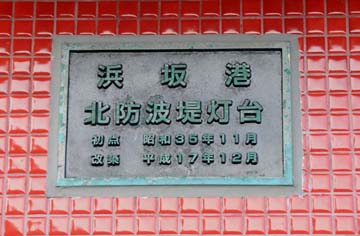 浜坂港
北防波堤灯台
初点 昭和35年11月
改築 平成17年12月